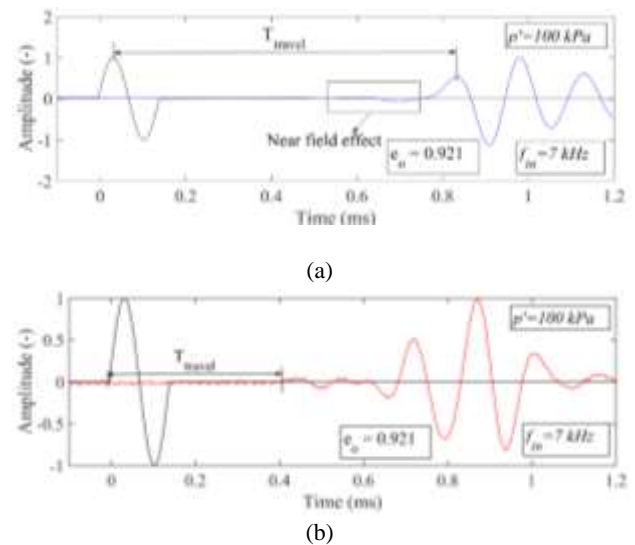 2
T_travel
p'=100 kPa
1
Amplitude (-)
0
Near field effect
-1
e_o = 0.921
f_in=7 kHz
-2
0 0.2 0.4 0.6 0.8 1 1.2
Time (ms)
(a)
1
p'=100 kPa
0.5
T_travel
Amplitude (-)
0
-0.5
e_o = 0.921
f_in=7 kHz
-1
0 0.2 0.4 0.6 0.8 1 1.2
Time (ms)
(b)